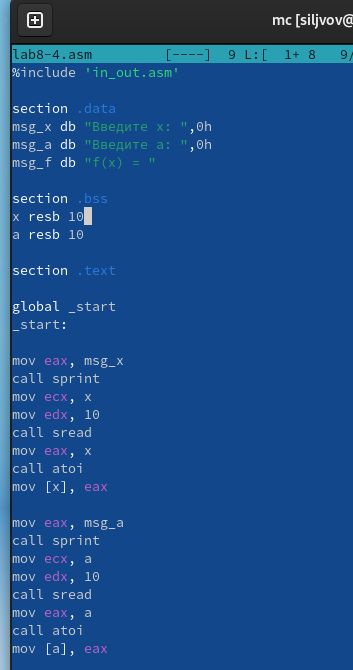 mc [siljvov@
lab8-4.asm [----] 9 L:[ 1+ 8 9/
%include 'in_out.asm'
section .data
msg_x db "Введите x: ",0h
msg_a db "Введите a: ",0h
msg_f db "f(x) = "
section .bss
x resb 10
a resb 10
section .text
global _start
_start:
mov eax, msg_x
call sprint
mov ecx, x
mov edx, 10
call sread
mov eax, x
call atoi
mov [x], eax
mov eax, msg_a
call sprint
mov ecx, a
mov edx, 10
call sread
mov eax, a
call atoi
mov [a], eax